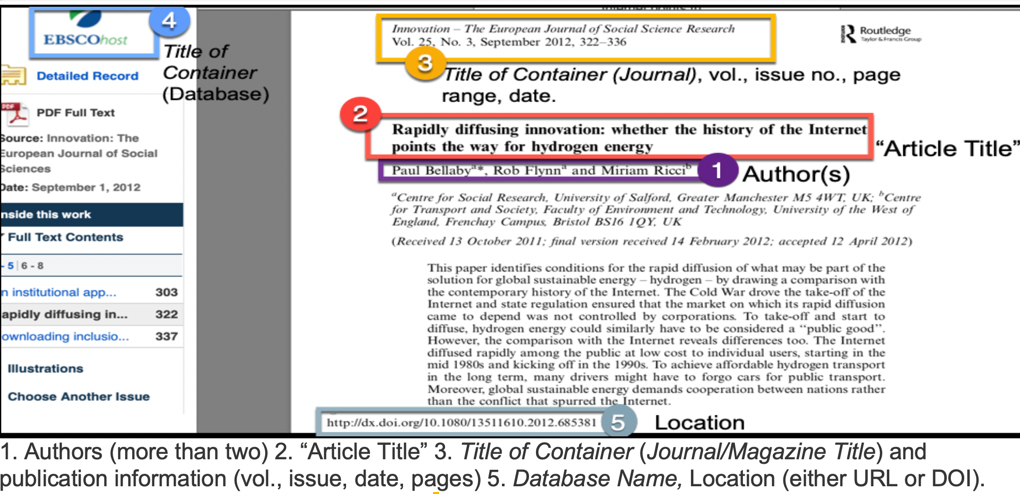 4
EBSCOhost
Title of
Container
(Database)
Detailed Record
PDF
PDF Full Text
Source: Innovation: The
European Journal of Social
Sciences
Date: September 1, 2012
Inside this work
Full Text Contents
- 5 | 6 - 8
n institutional app... 303
apidly diffusing in... 322
ownloading inclusio... 337
Illustrations
Choose Another Issue
Innovation – The European Journal of Social Science Research
Vol. 25, No. 3, September 2012, 322–336
Routledge
Taylor & Francis Group
3
Title of Container (Journal), vol., issue no., page
range, date.
2
Rapidly diffusing innovation: whether the history of the Internet
points the way for hydrogen energy
“Article Title”
Paul Bellabyᵃ*, Rob Flynnᵃ and Miriam Ricciᵇ
1
Author(s)
ᵃCentre for Social Research, University of Salford, Greater Manchester M5 4WT, UK; ᵇCentre
for Transport and Society, Faculty of Environment and Technology, University of the West of
England, Frenchay Campus, Bristol BS16 1QY, UK
(Received 13 October 2011; final version received 14 February 2012; accepted 12 April 2012)
This paper identifies conditions for the rapid diffusion of what may be part of the
solution for global sustainable energy – hydrogen – by drawing a comparison with
the contemporary history of the Internet. The Cold War drove the take-off of the
Internet and state regulation ensured that the market on which its rapid diffusion
came to depend was not controlled by corporations. To take-off and start to
diffuse, hydrogen energy could similarly have to be considered a “public good”.
However, the comparison with the Internet reveals differences too. The Internet
diffused rapidly among the public at low cost to individual users, starting in the
mid 1980s and kicking off in the 1990s. To achieve affordable hydrogen transport
in the long term, many drivers might have to forgo cars for public transport.
Moreover, global sustainable energy demands cooperation between nations rather
than the conflict that spurred the Internet.
http://dx.doi.org/10.1080/13511610.2012.685381
5
Location
1. Authors (more than two) 2. “Article Title” 3. Title of Container (Journal/Magazine Title) and
publication information (vol., issue, date, pages) 5. Database Name, Location (either URL or DOI).